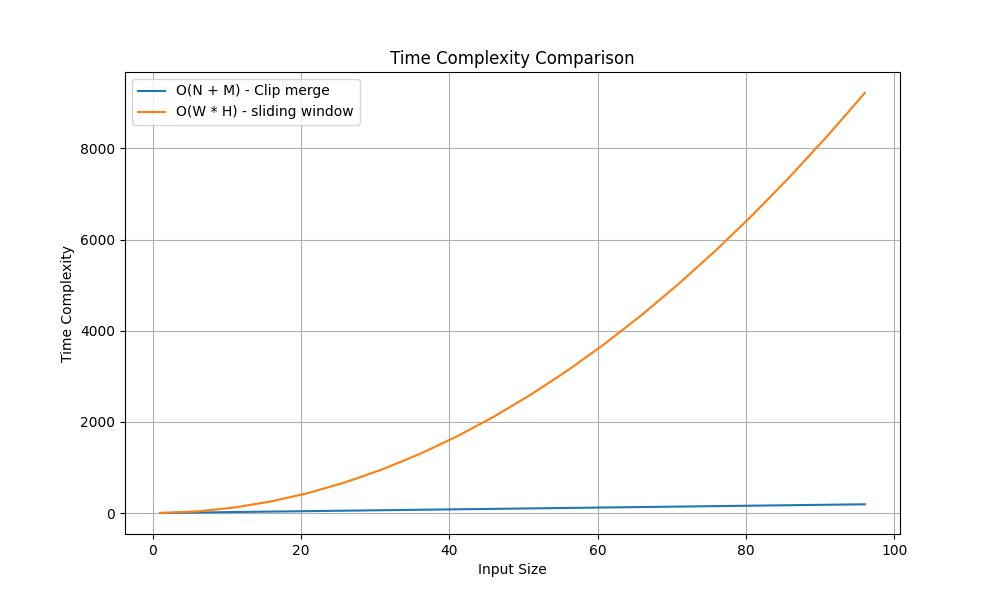 Time Complexity Comparison
O(N + M) - Clip merge
O(W * H) - sliding window
Time Complexity
8000
6000
4000
2000
0
0 20 40 60 80 100
Input Size